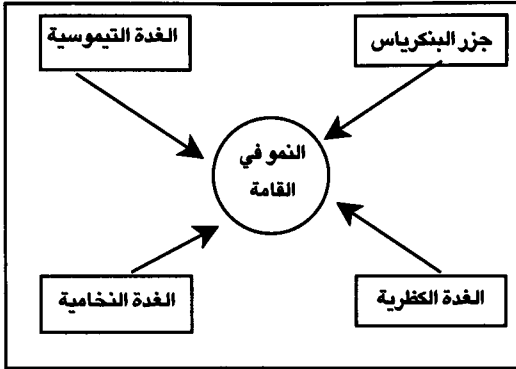 جزر البنكرياس
الغدة التيموسية
النمو في
القامة
الغدة الكظرية
الغدة النخامية